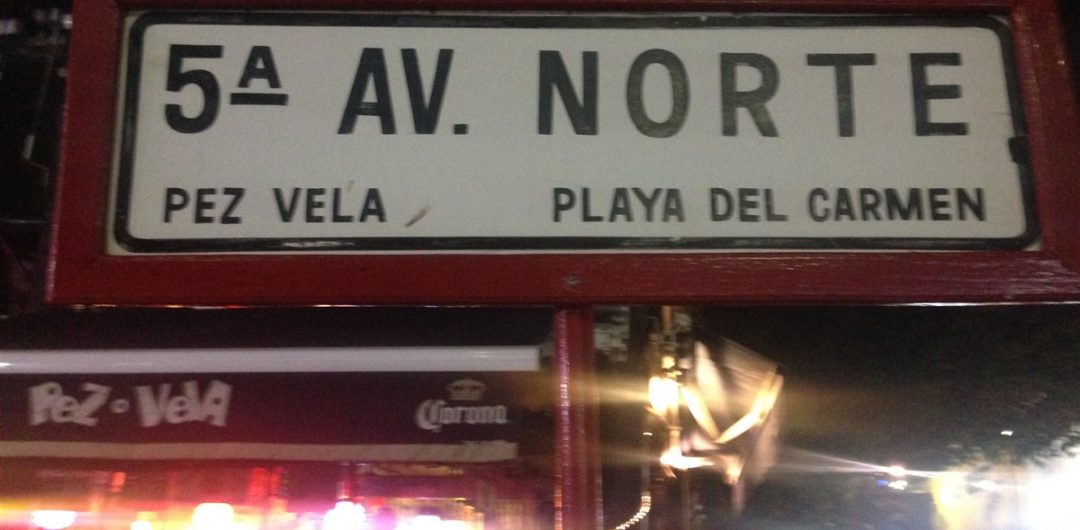 5ª AV. NORTE
PEZ VELA PLAYA DEL CARMEN
PEZ • VELA
Corona